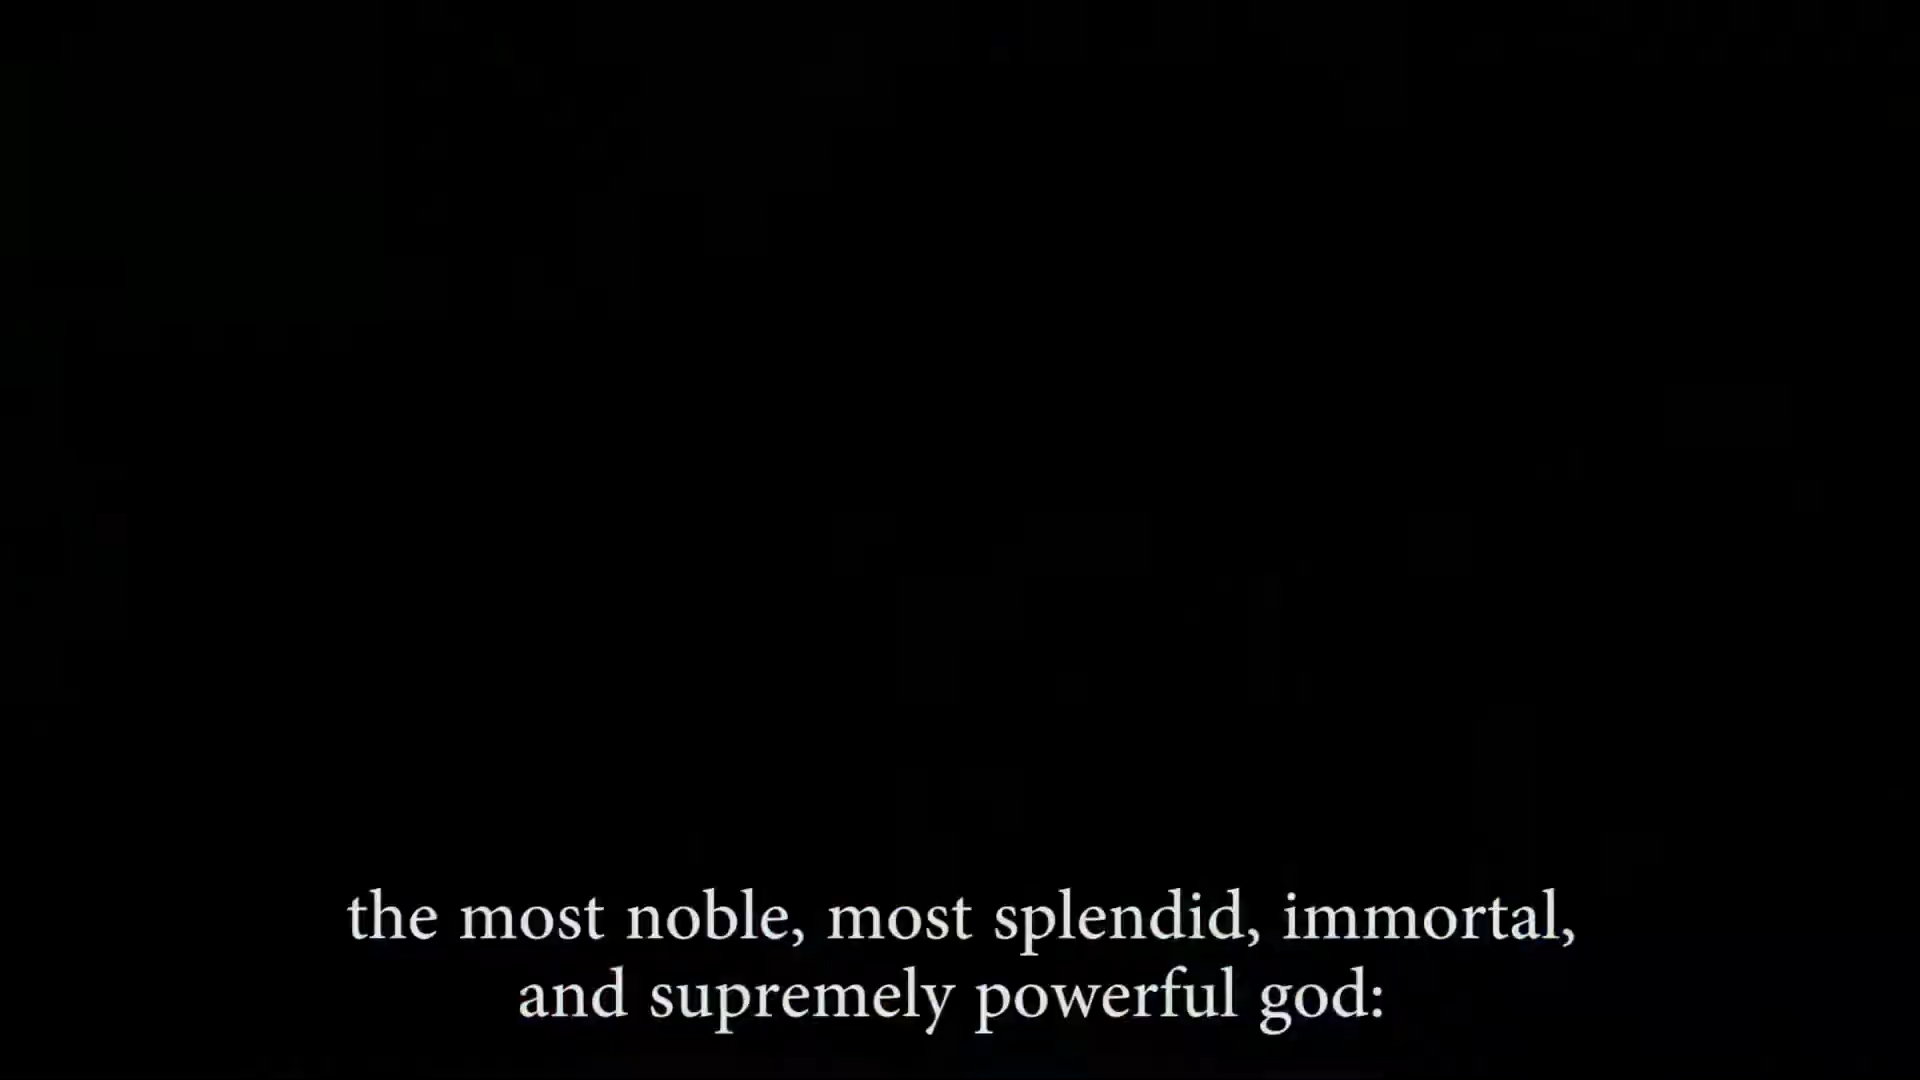 the most noble, most splendid, immortal,
and supremely powerful god: